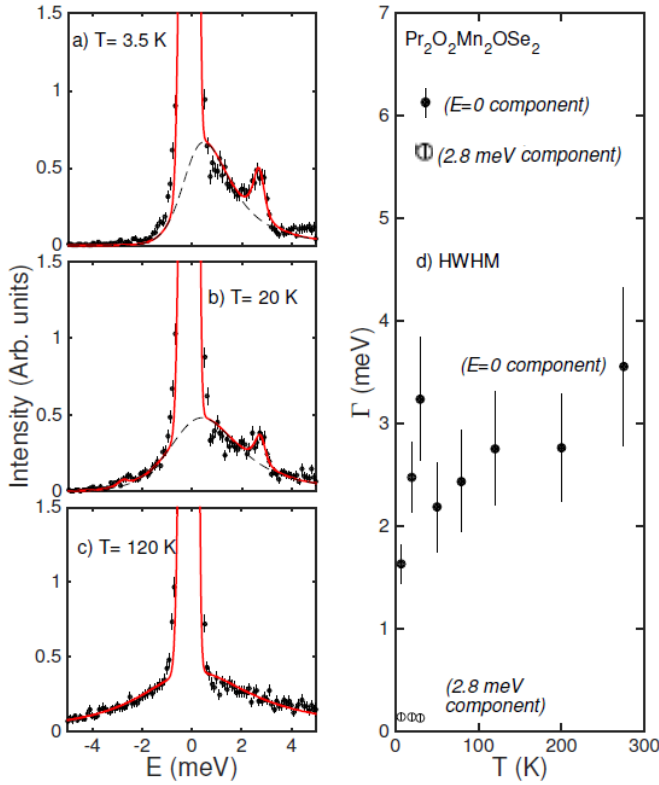 a) T= 3.5 K
1.5
1
0.5
0
b) T= 20 K
1.5
1
0.5
0
c) T= 120 K
1.5
1
0.5
0
-4 -2 0 2 4
E (meV)
Intensity (Arb. units)
Pr₂O₂Mn₂OSe₂
(E=0 component)
(2.8 meV component)
d) HWHM
(E=0 component)
(2.8 meV
component)
7
6
5
4
3
2
1
0
0 100 200 300
T (K)
Γ (meV)